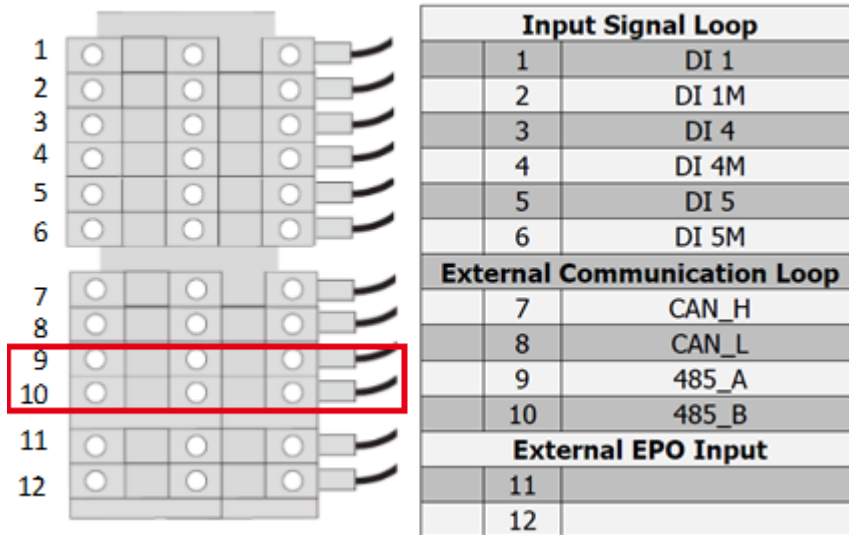 1
2
3
4
5
6
7
8
9
10
11
12
Input Signal Loop
1 DI 1
2 DI 1M
3 DI 4
4 DI 4M
5 DI 5
6 DI 5M
External Communication Loop
7 CAN_H
8 CAN_L
9 485_A
10 485_B
External EPO Input
11
12